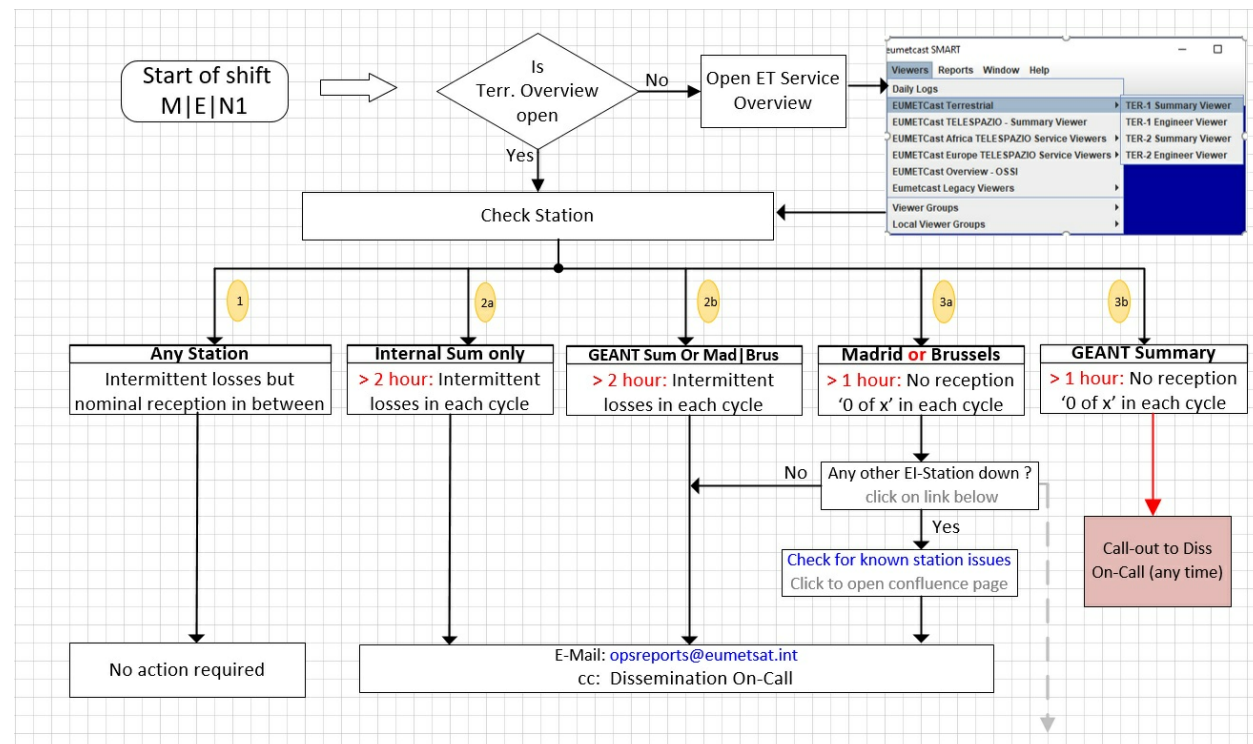 Start of shift
M|E|N1
Is
Terr. Overview
open
No
Yes
Open ET Service
Overview
eumetcast SMART
Viewers Reports Window Help
Daily Logs
EUMETCast Terrestrial
EUMETCast TELESPAZIO - Summary Viewer
EUMETCast Africa TELESPAZIO Service Viewers
EUMETCast Europe TELESPAZIO Service Viewers
EUMETCast Overview - OSSI
Eumetcast Legacy Viewers
Viewer Groups
Local Viewer Groups
TER-1 Summary Viewer
TER-1 Engineer Viewer
TER-2 Summary Viewer
TER-2 Engineer Viewer
Check Station
1
2a
2b
3a
3b
Any Station
Intermittent losses but
nominal reception in between
Internal Sum only
> 2 hour: Intermittent
losses in each cycle
GEANT Sum Or Mad|Brus
> 2 hour: Intermittent
losses in each cycle
Madrid or Brussels
> 1 hour: No reception
‘0 of x’ in each cycle
GEANT Summary
> 1 hour: No reception
‘0 of x’ in each cycle
No
Any other EI-Station down ?
click on link below
Yes
Check for known station issues
Click to open confluence page
Call-out to Diss
On-Call (any time)
No action required
E-Mail: opsreports@eumetsat.int
cc: Dissemination On-Call